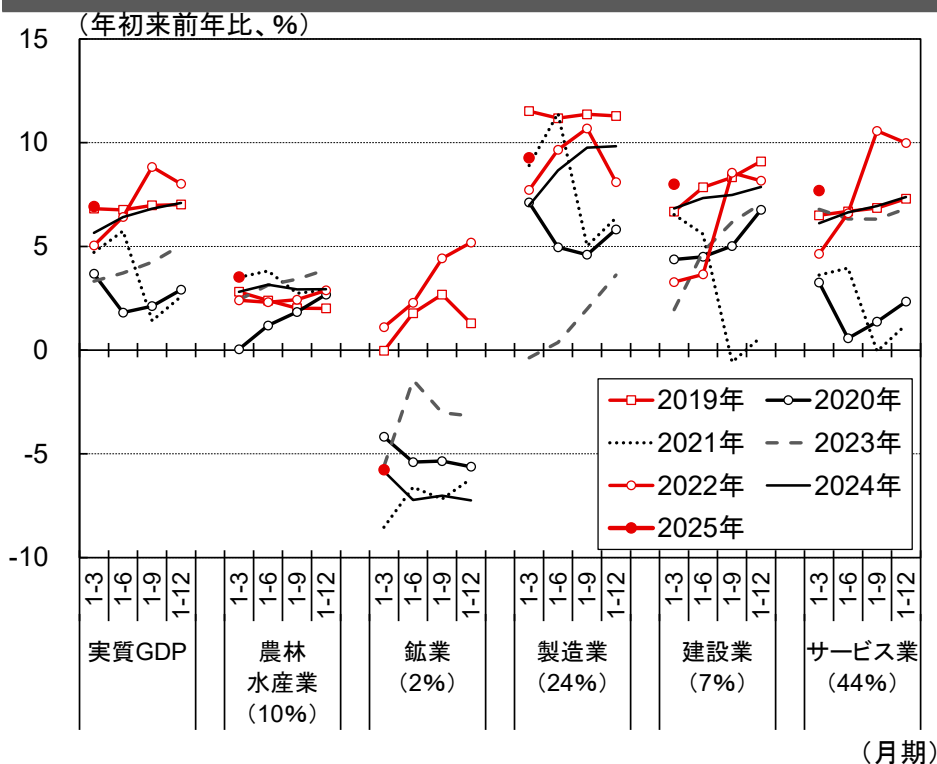 (年初来前年比、%)
15
10
5
0
-5
-10
2019年 2020年
2021年 2023年
2022年 2024年
2025年
1-3 1-6 1-9 1-12 1-3 1-6 1-9 1-12 1-3 1-6 1-9 1-12 1-3 1-6 1-9 1-12 1-3 1-6 1-9 1-12 1-3 1-6 1-9 1-12
実質GDP
農林
水産業
(10%)
鉱業
(2%)
製造業
(24%)
建設業
(7%)
サービス業
(44%)
(月期)